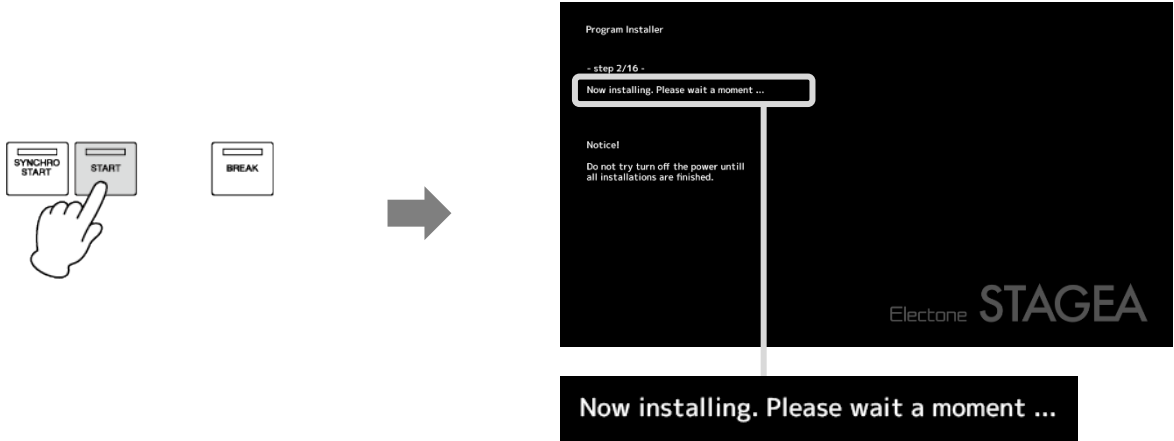 SYNCHRO
START
START
BREAK
Program Installer
- step 2/16 -
Now installing. Please wait a moment ...
Notice!
Do not try turn off the power untill
all installations are finished.
Electone STAGEA
Now installing. Please wait a moment ...